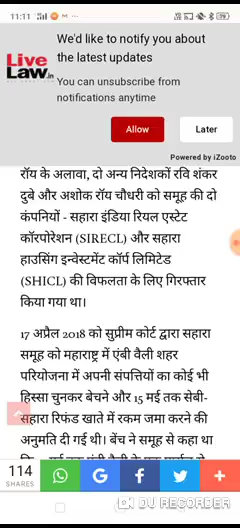 11:11
We'd like to notify you about
the latest updates
Live
Law.in
You can unsubscribe from
notifications anytime
Allow
Later
Powered by iZooto
रॉय के अलावा, दो अन्य निदेशकों रवि शंकर
दुबे और अशोक रॉय चौधरी को समूह की दो
कंपनियों - सहारा इंडिया रियल एस्टेट
कॉरपोरेशन (SIRECL) और सहारा
हाउसिंग इन्वेस्टमेंट कॉर्प लिमिटेड
(SHICL) की विफलता के लिए गिरफ्तार
किया गया था।
17 अप्रैल 2018 को सुप्रीम कोर्ट द्वारा सहारा
समूह को महाराष्ट्र में एंबी वैली शहर
परियोजना में अपनी संपत्तियों का कोई भी
हिस्सा चुनकर बेचने और 15 मई तक सेबी-
सहारा रिफंड खाते में रकम जमा करने की
अनुमति दी गई थी। बेंच ने समूह से कहा था
114
SHARES
DU RECORDER